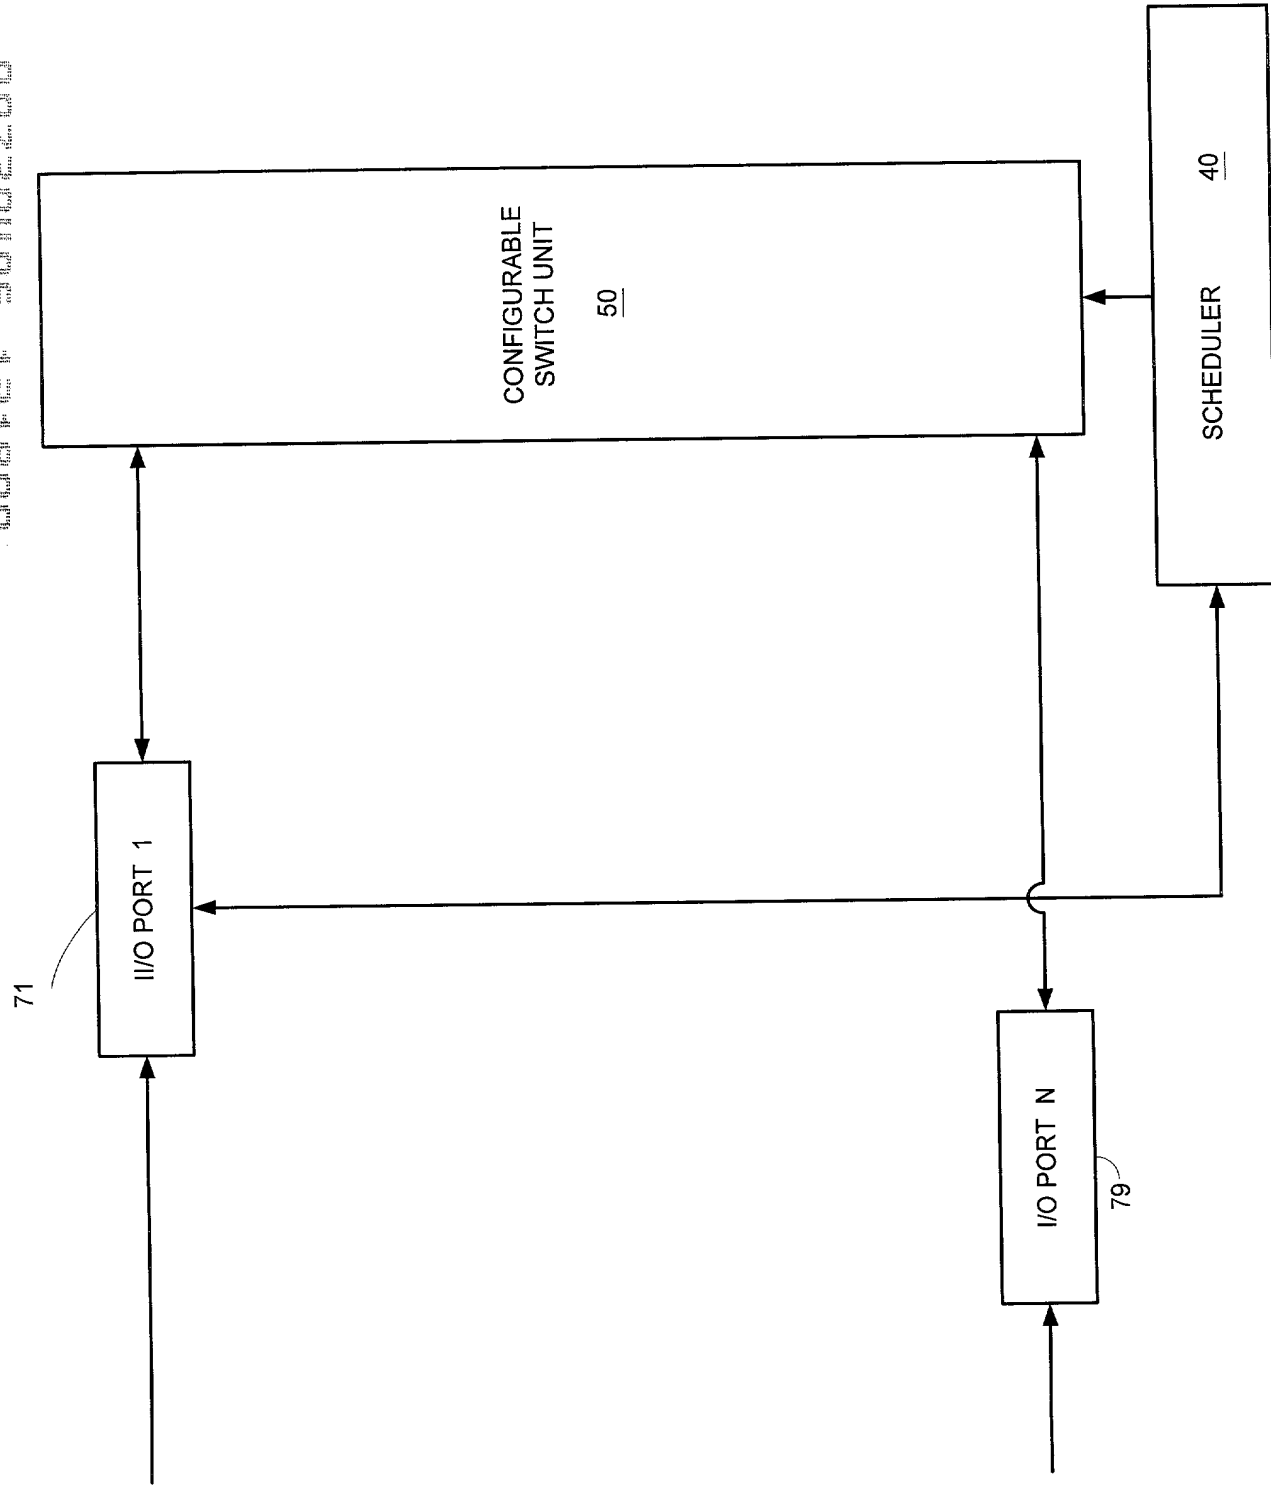 71
II/O PORT 1
CONFIGURABLE
SWITCH UNIT
50
I/O PORT N
79
SCHEDULER 40